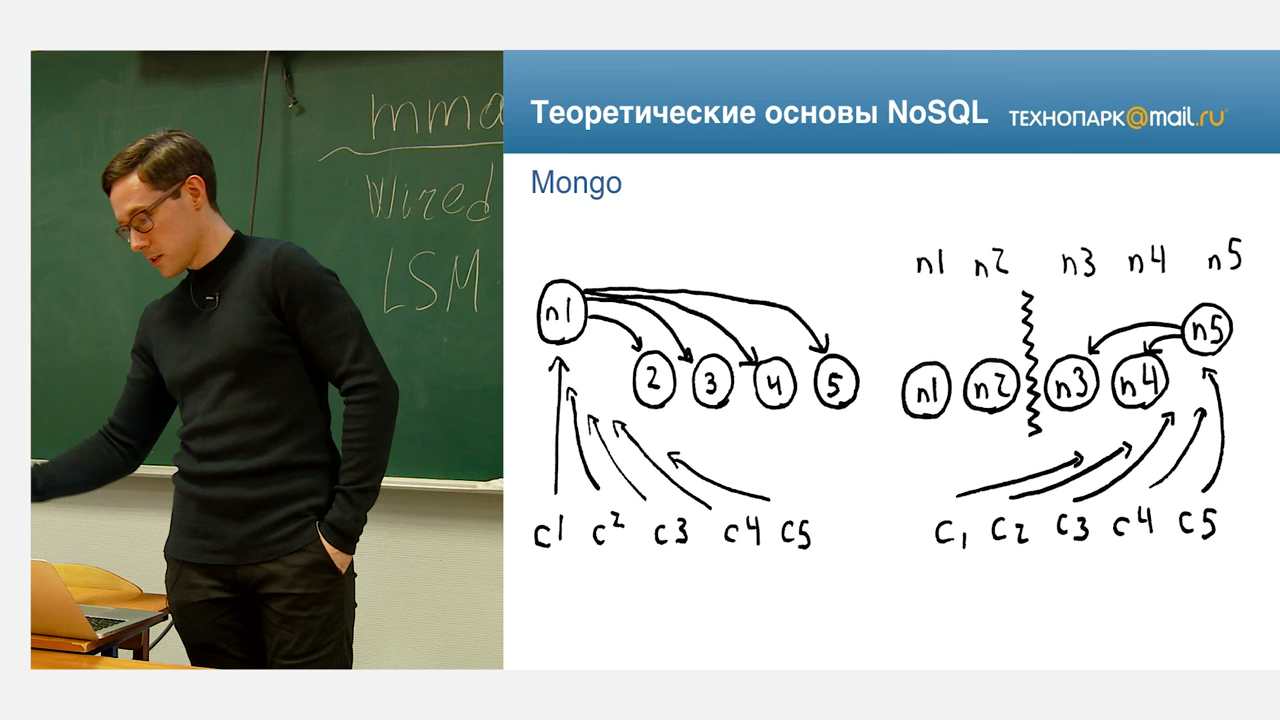 mma
Wired
LSM
Теоретические основы NoSQL
ТЕХНОПАРК@mail.ru
Mongo
n1 n2 n3 n4 n5
n1
n5
2 3 4 5
n1 n2 n3 n4
c1 c2 c3 c4 c5
c1 c2 c3 c4 c5